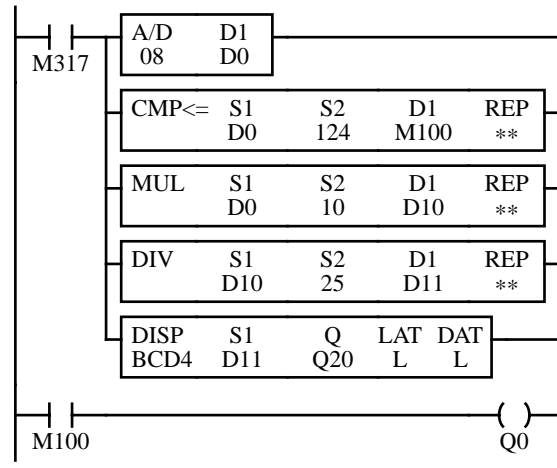 A/D D1
M317 08 D0
CMP<= S1 S2 D1 REP
D0 124 M100 **
MUL S1 S2 D1 REP
D0 10 D10 **
DIV S1 S2 D1 REP
D10 25 D11 **
DISP S1 Q LAT DAT
BCD4 D11 Q20 L L
M100 Q0